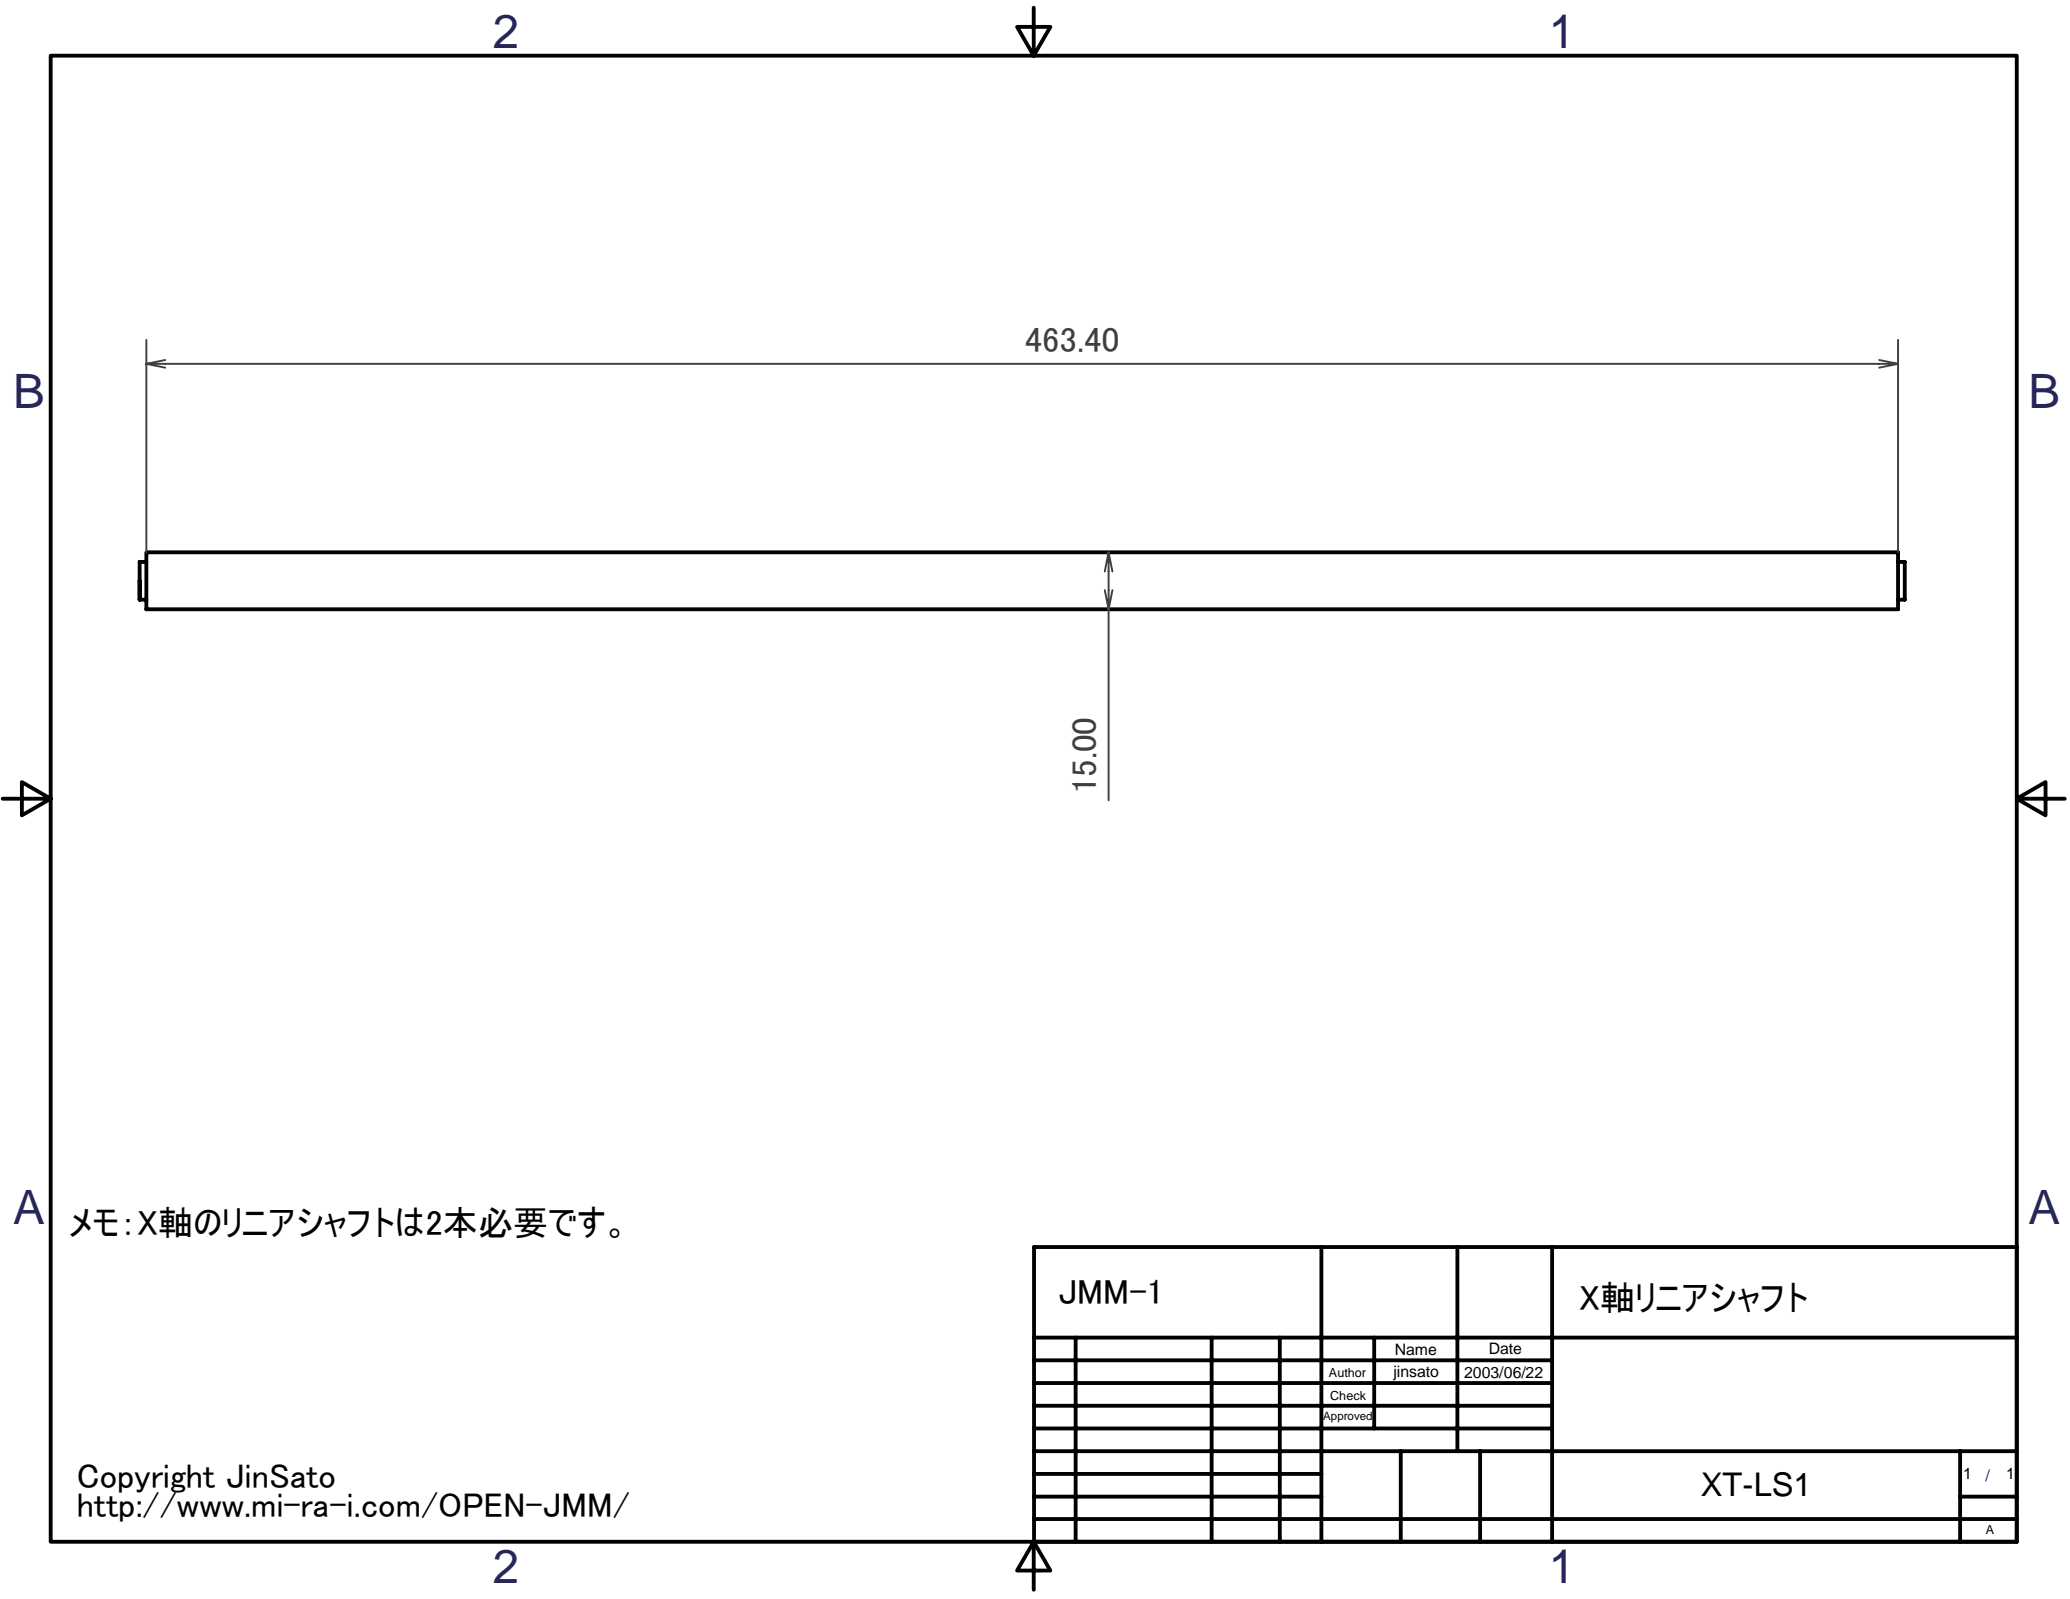 2 1
463.40
B B
15.00
A A
メモ:X軸のリニアシャフトは2本必要です。
JMM-1
X軸リニアシャフト
Name Date
Author jinsato 2003/06/22
Check
Approved
XT-LS1
1 / 1
A
Copyright JinSato
http://www.mi-ra-i.com/OPEN-JMM/
2 1